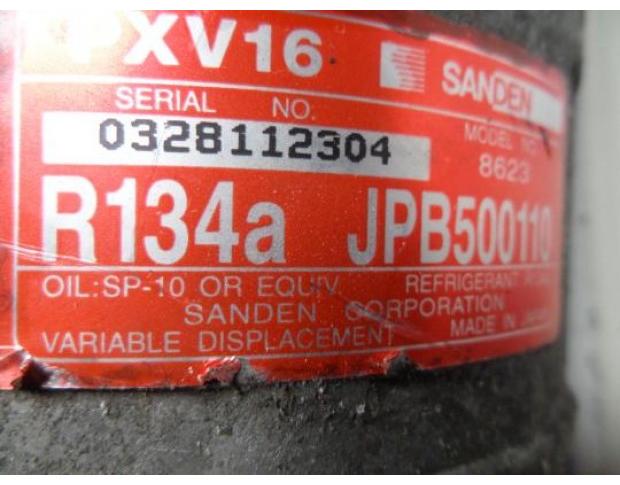 PXV16 SANDEN
SERIAL NO.
MODEL NO.
0328112304
8623
R134a JPB500110
OIL:SP-10 OR EQUIV. REFRIGERANT
SANDEN CORPORATION
VARIABLE DISPLACEMENT MADE IN